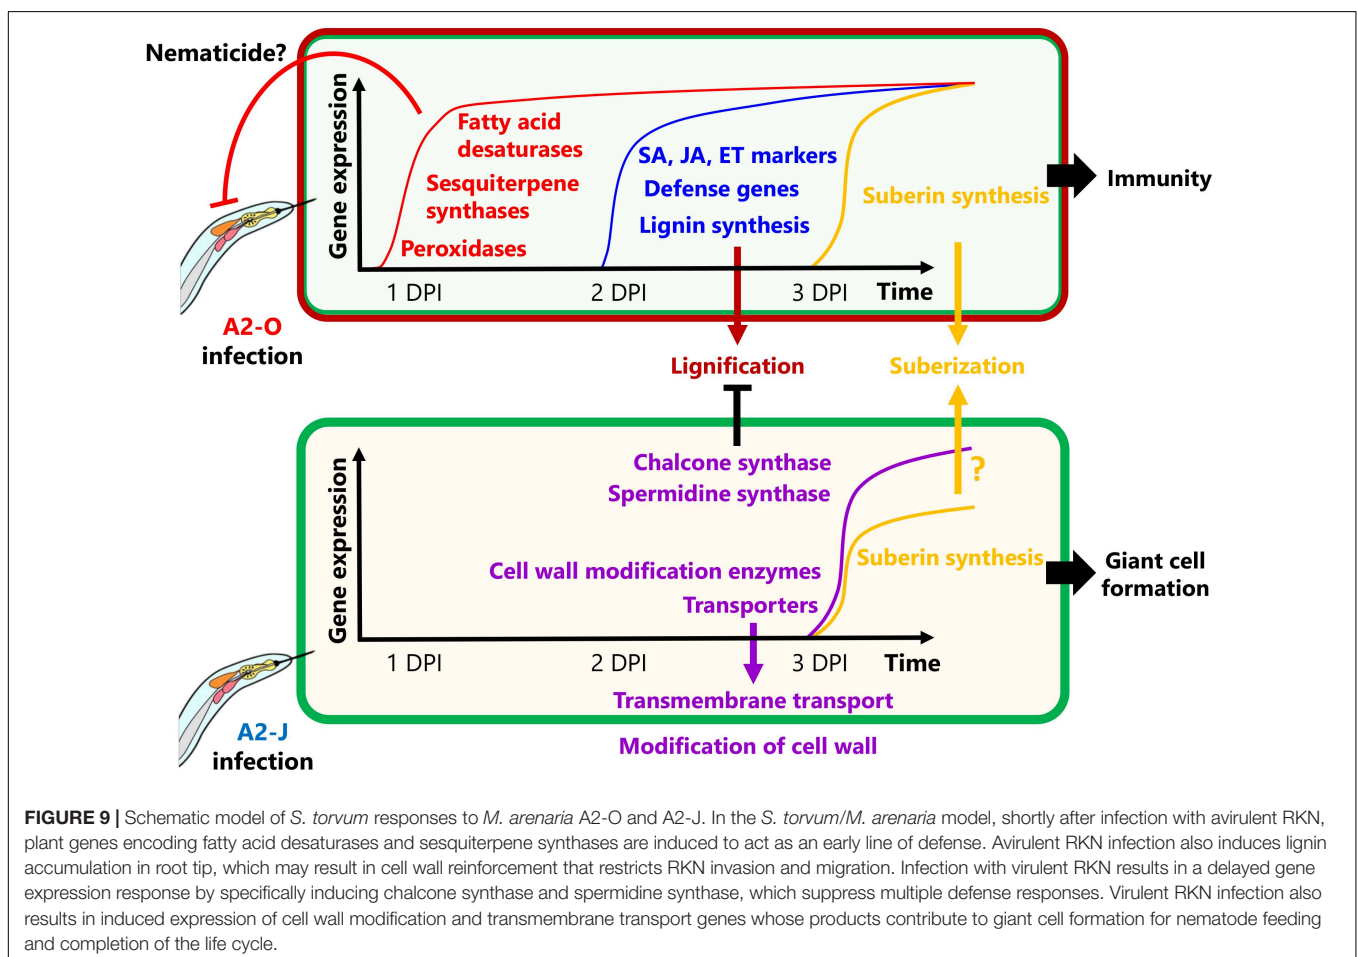 Nematicide?
Gene expression
Fatty acid
desaturases
Sesquiterpene
synthases
Peroxidases
SA, JA, ET markers
Defense genes
Lignin synthesis
Suberin synthesis
Immunity
1 DPI
2 DPI
3 DPI
Time
A2-O
infection
Lignification
Suberization
Gene expression
Chalcone synthase
Spermidine synthase
?
Cell wall modification enzymes
Transporters
Suberin synthesis
Giant cell
formation
1 DPI
2 DPI
3 DPI
Time
Transmembrane transport
A2-J
infection
Modification of cell wall
FIGURE 9 | Schematic model of S. torvum responses to M. arenaria A2-O and A2-J. In the S. torvum/M. arenaria model, shortly after infection with avirulent RKN,
plant genes encoding fatty acid desaturases and sesquiterpene synthases are induced to act as an early line of defense. Avirulent RKN infection also induces lignin
accumulation in root tip, which may result in cell wall reinforcement that restricts RKN invasion and migration. Infection with virulent RKN results in a delayed gene
expression response by specifically inducing chalcone synthase and spermidine synthase, which suppress multiple defense responses. Virulent RKN infection also
results in induced expression of cell wall modification and transmembrane transport genes whose products contribute to giant cell formation for nematode feeding
and completion of the life cycle.